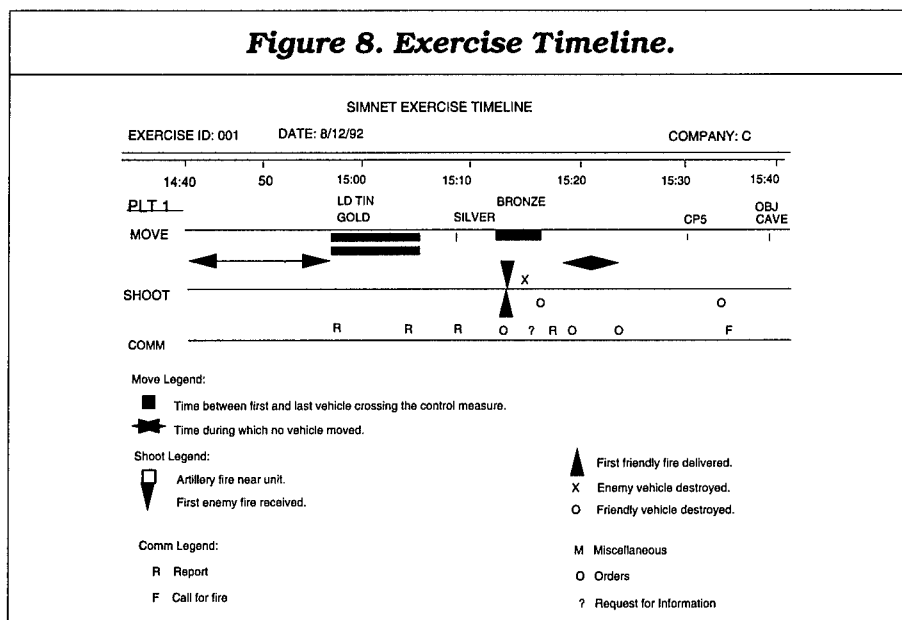 Figure 8. Exercise Timeline.
SIMNET EXERCISE TIMELINE
EXERCISE ID: 001 DATE: 8/12/92 COMPANY: C
14:40 50 15:00 15:10 15:20 15:30 15:40
PLT 1 LD TIN BRONZE OBJ
GOLD SILVER CP5 CAVE
MOVE
X
SHOOT O O
R R R O ? R O O F
COMM
Move Legend:
Time between first and last vehicle crossing the control measure.
Time during which no vehicle moved.
Shoot Legend:
Artillery fire near unit.
First enemy fire received.
First friendly fire delivered.
X Enemy vehicle destroyed.
O Friendly vehicle destroyed.
Comm Legend:
R Report
F Call for fire
M Miscellaneous
O Orders
? Request for Information